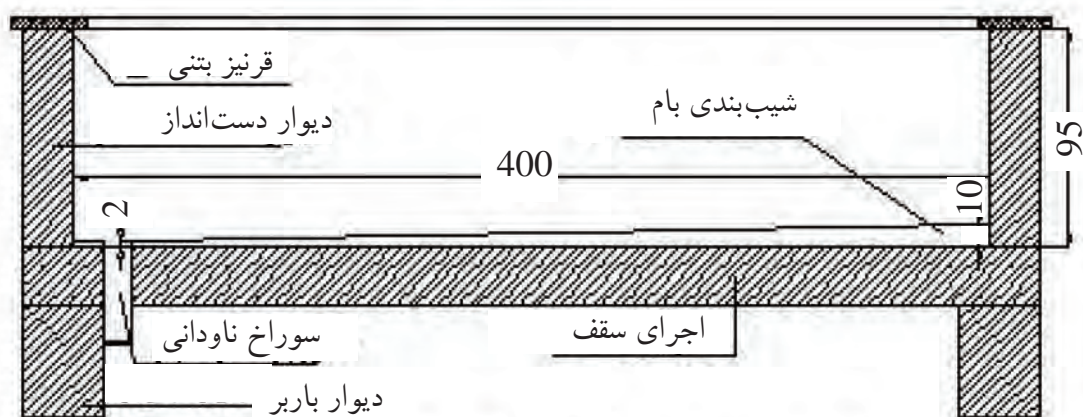 قرنیز بتنی
دیوار دست‌انداز
شیب‌بندی بام
400
95
2
10
سوراخ ناودانی
اجرای سقف
دیوار باربر